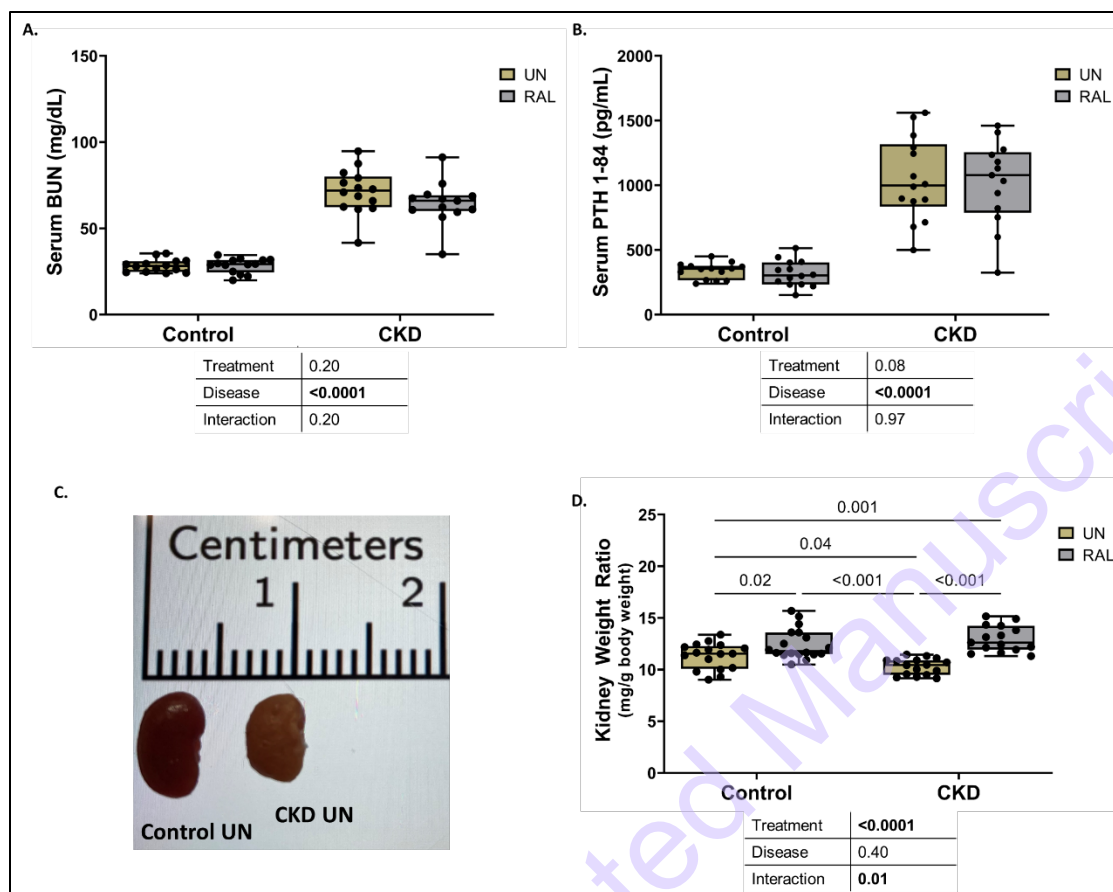 A.
150
100
50
0
Serum BUN (mg/dL)
UN
RAL
Control CKD
Treatment 0.20
Disease <0.0001
Interaction 0.20
B.
2000
1500
1000
500
0
Serum PTH 1-84 (pg/mL)
UN
RAL
Control CKD
Treatment 0.08
Disease <0.0001
Interaction 0.97
C.
Centimeters
1 2
Control UN
CKD UN
D.
25
20
15
10
5
0
Kidney Weight Ratio
(mg/g body weight)
0.001
0.04
0.02 <0.001 <0.001
UN
RAL
Control CKD
Treatment <0.0001
Disease 0.40
Interaction 0.01
ted Manuscri